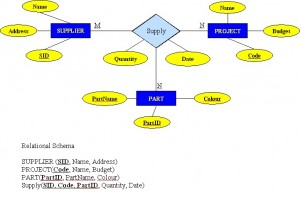 Name
Name
M
N
Address
SUPPLIER
Supply
PROJECT
Budget
SID
Quantity
Date
Code
N
PartName
PART
Colour
PartID
Relational Schema
SUPPLIER (SID, Name, Address)
PROJECT(Code, Name, Budget)
PART(PartID, PartName, Colour)
Supply(SID, Code, PartID, Quantity, Date)